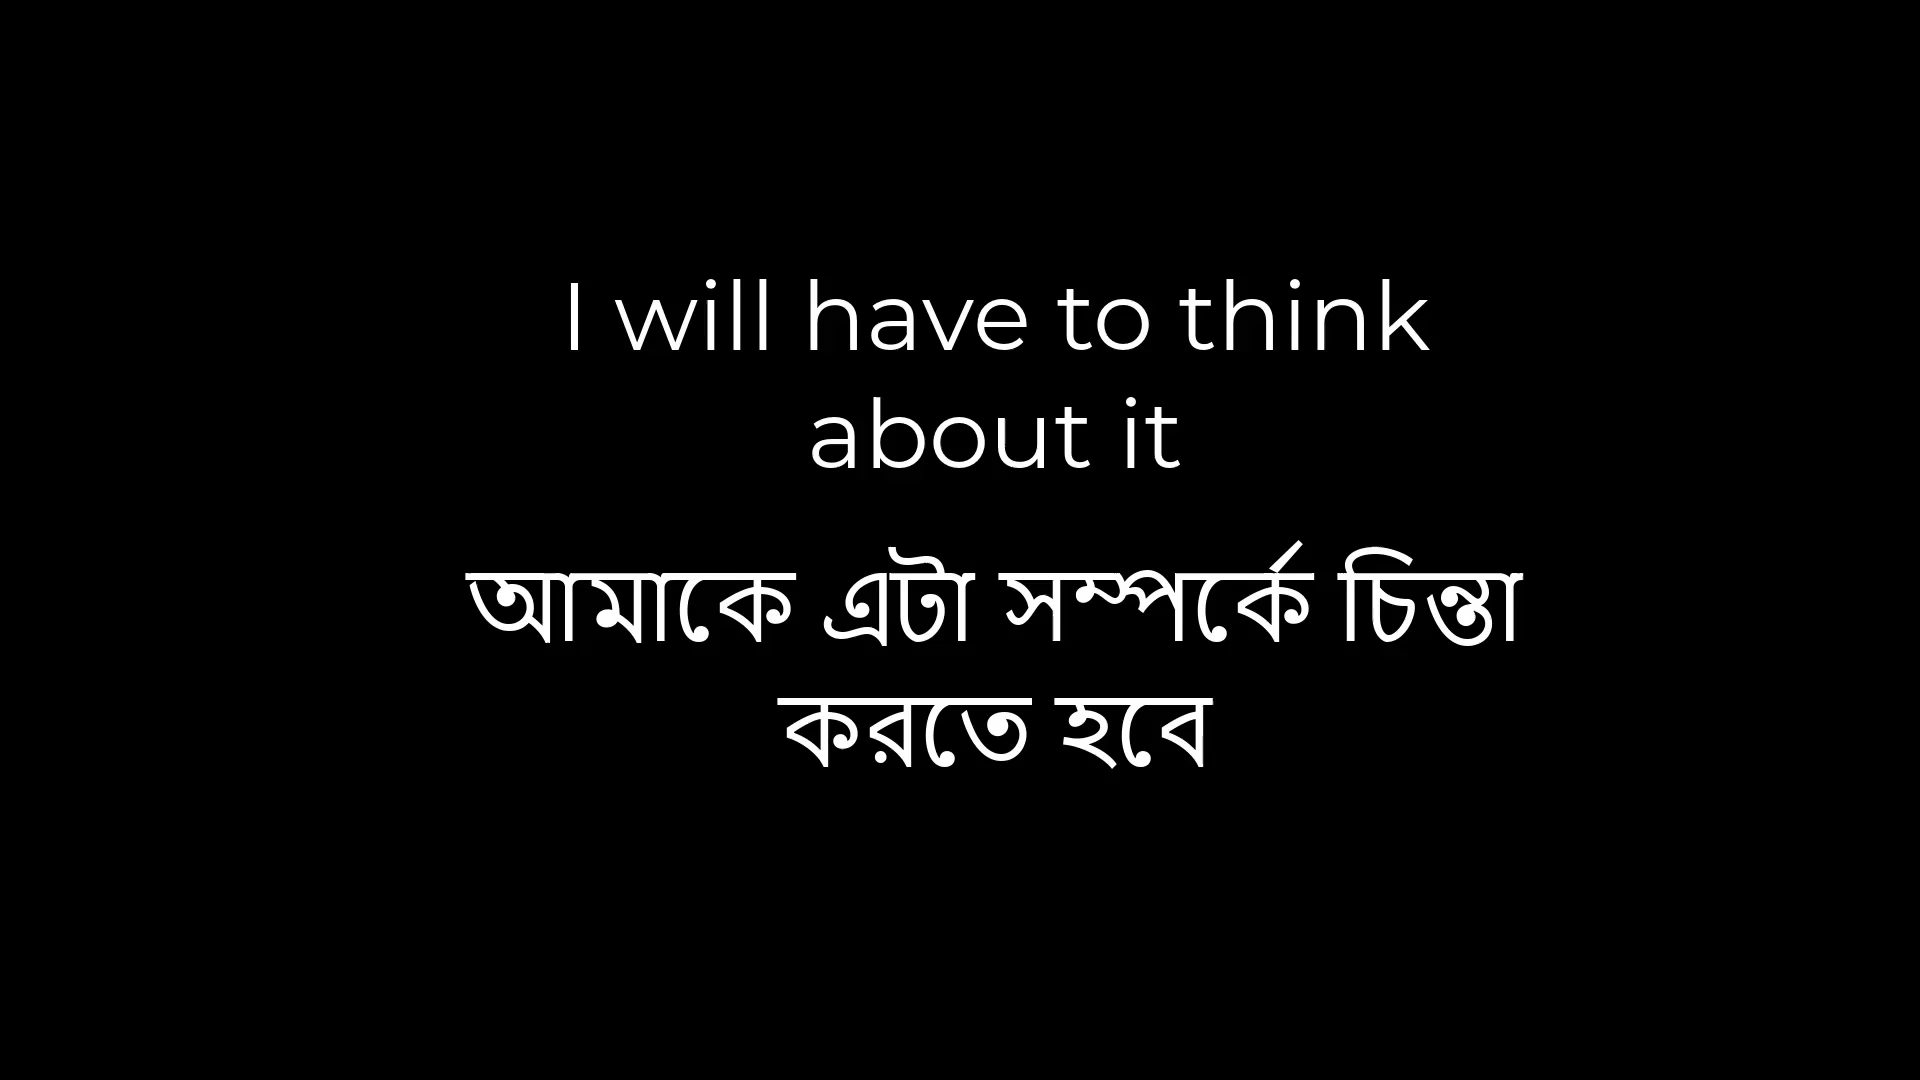 I will have to think
about it
আমাকে এটা সম্পর্কে চিন্তা
করতে হবে